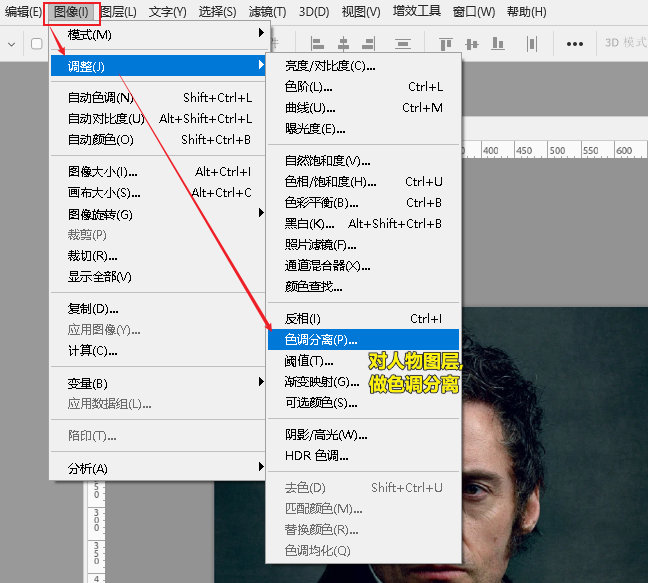 编辑(E) 图像(I) 图层(L) 文字(Y) 选择(S) 滤镜(T) 3D(D) 视图(V) 增效工具 窗口(W) 帮助(H)
3D 模式
模式(M)
调整(J)
自动色调(N) Shift+Ctrl+L
自动对比度(U) Alt+Shift+Ctrl+L
自动颜色(O) Shift+Ctrl+B
图像大小(I)... Alt+Ctrl+I
画布大小(S)... Alt+Ctrl+C
图像旋转(G)
裁剪(P)
裁切(R)...
显示全部(V)
复制(D)...
应用图像(Y)...
计算(C)...
变量(B)
应用数据组(L)...
陷印(T)...
分析(A)
亮度/对比度(C)...
色阶(L)... Ctrl+L
曲线(U)... Ctrl+M
曝光度(E)...
自然饱和度(V)...
色相/饱和度(H)... Ctrl+U
色彩平衡(B)... Ctrl+B
黑白(K)... Alt+Shift+Ctrl+B
照片滤镜(F)...
通道混合器(X)...
颜色查找...
反相(I) Ctrl+I
色调分离(P)...
阈值(T)...
渐变映射(G)...
可选颜色(S)...
阴影/高光(W)...
HDR 色调...
去色(D) Shift+Ctrl+U
匹配颜色(M)...
替换颜色(R)...
色调均化(Q)
对人物图层,
做色调分离
400 450 500 550 600
50
300
350
4